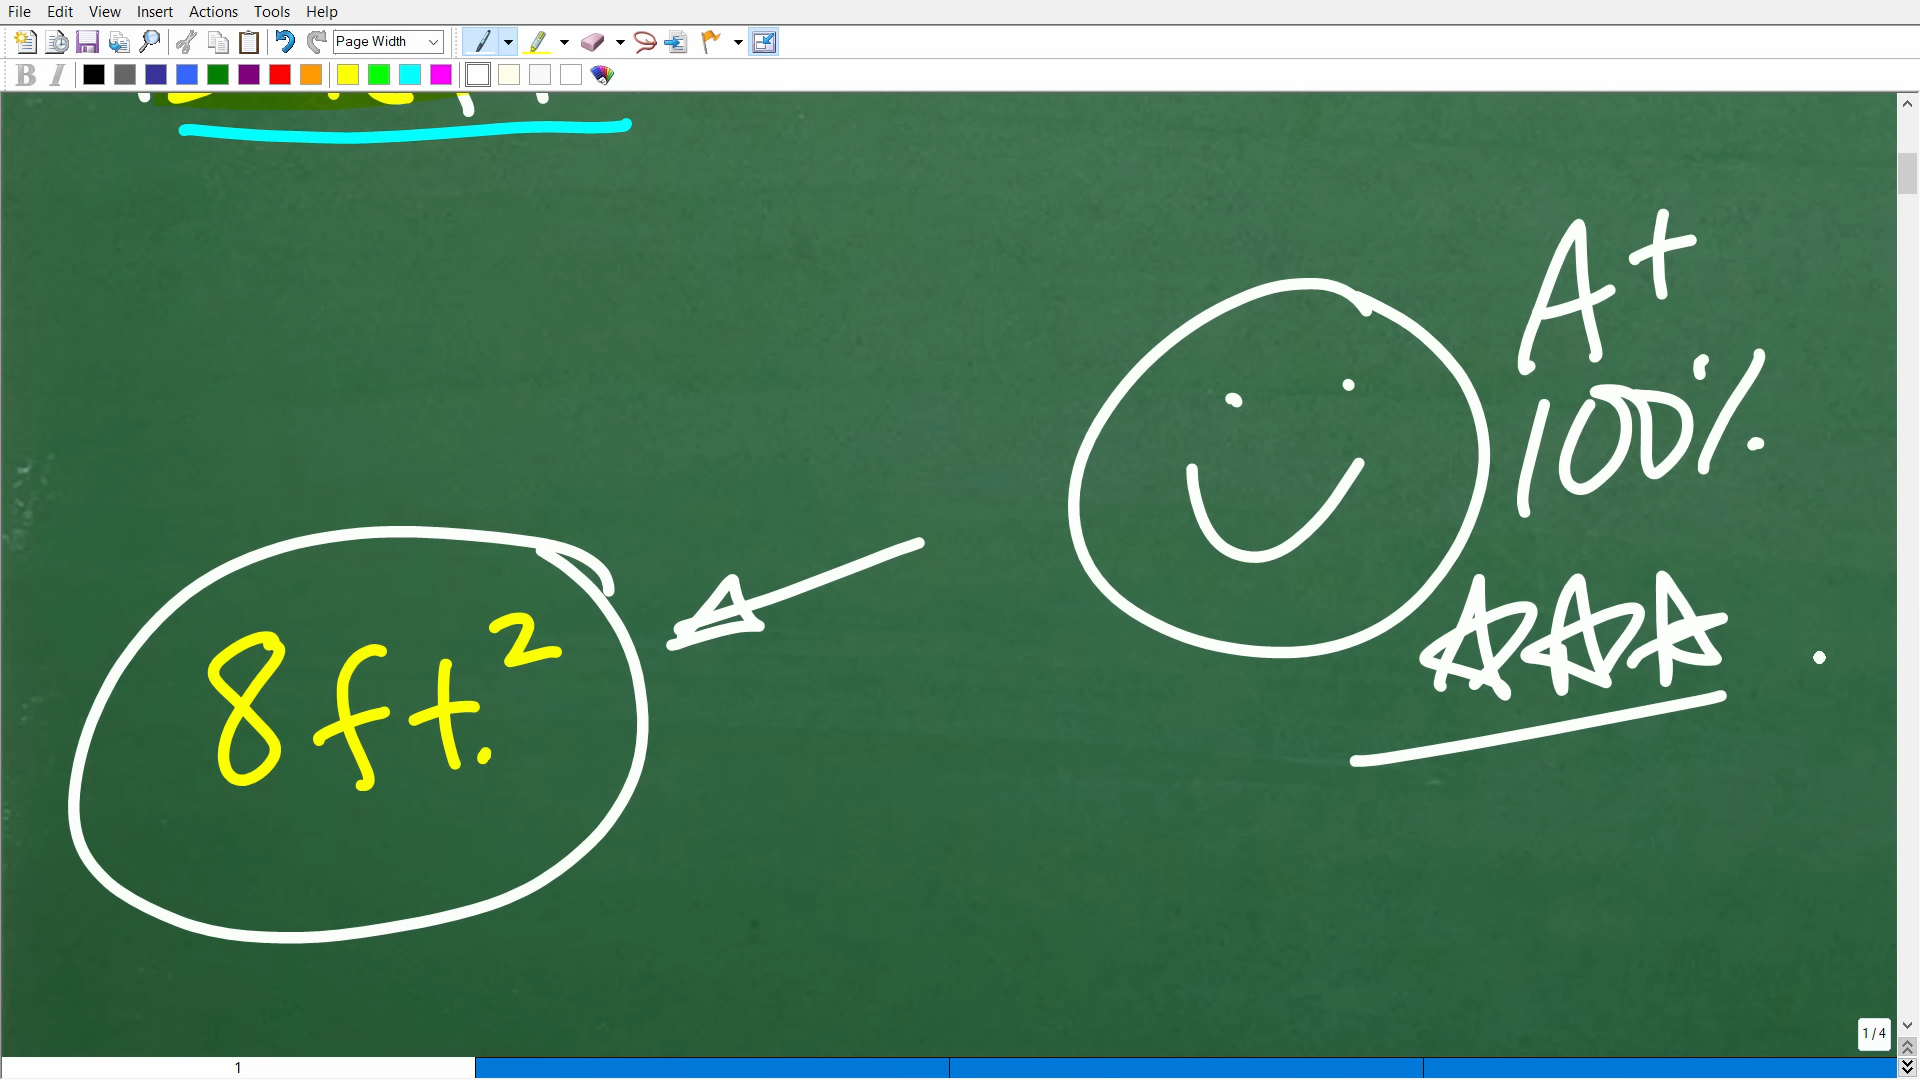 File Edit View Insert Actions Tools Help
Page Width
B I
A+
100%
8 ft.²
1 / 4
1